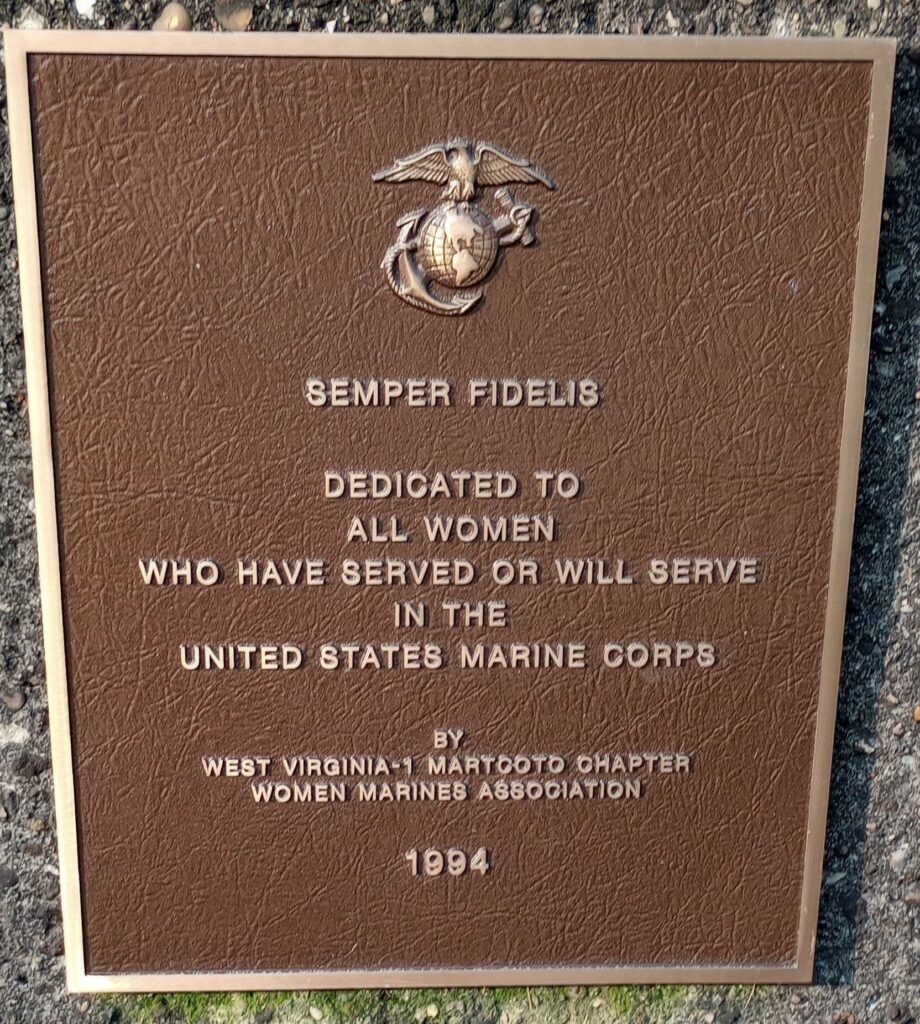 SEMPER FIDELIS
DEDICATED TO
ALL WOMEN
WHO HAVE SERVED OR WILL SERVE
IN THE
UNITED STATES MARINE CORPS
BY
WEST VIRGINIA-1 MARTCOTO CHAPTER
WOMEN MARINES ASSOCIATION
1994